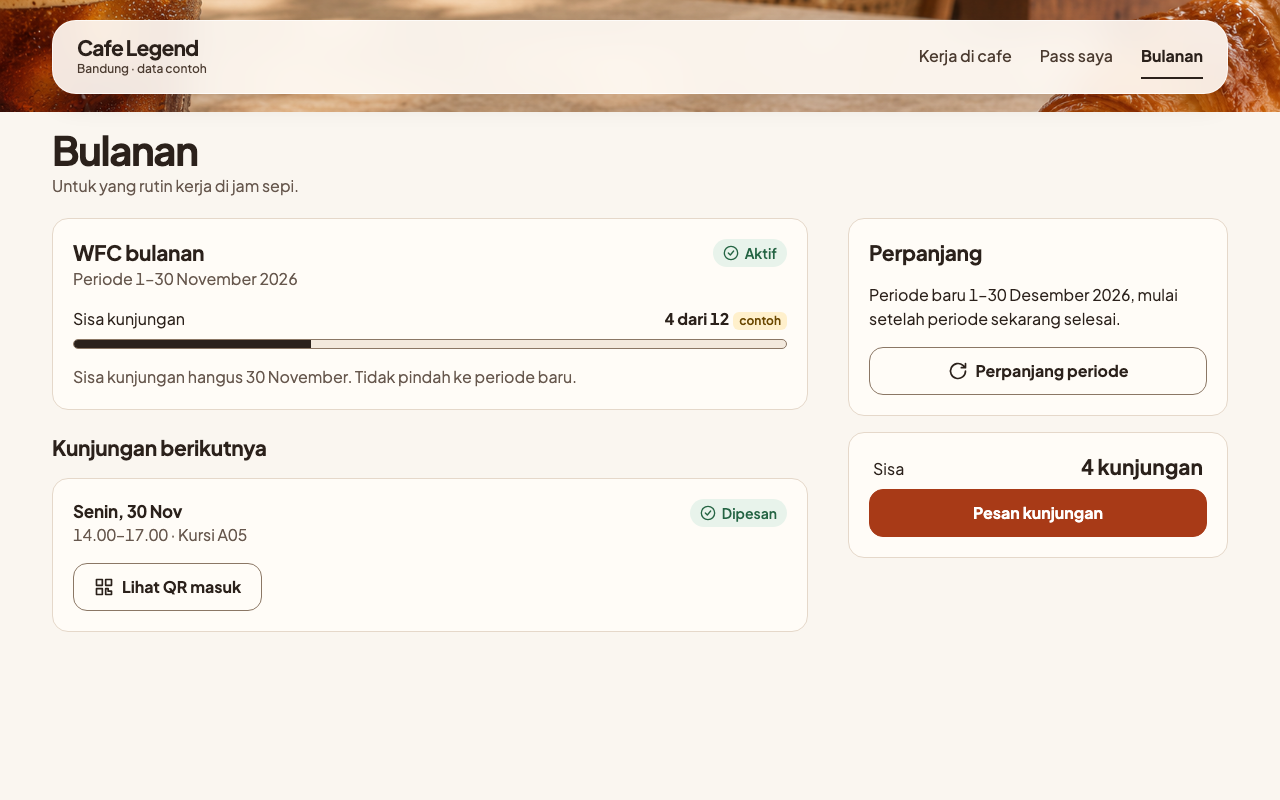 Cafe Legend
Bandung · data contoh
Kerja di cafe
Pass saya
Bulanan
Bulanan
Untuk yang rutin kerja di jam sepi.
WFC bulanan
Aktif
Periode 1–30 November 2026
Sisa kunjungan
4 dari 12 contoh
Sisa kunjungan hangus 30 November. Tidak pindah ke periode baru.
Kunjungan berikutnya
Senin, 30 Nov
Dipesan
14.00–17.00 · Kursi A05
Lihat QR masuk
Perpanjang
Periode baru 1–30 Desember 2026, mulai
setelah periode sekarang selesai.
Perpanjang periode
Sisa
4 kunjungan
Pesan kunjungan